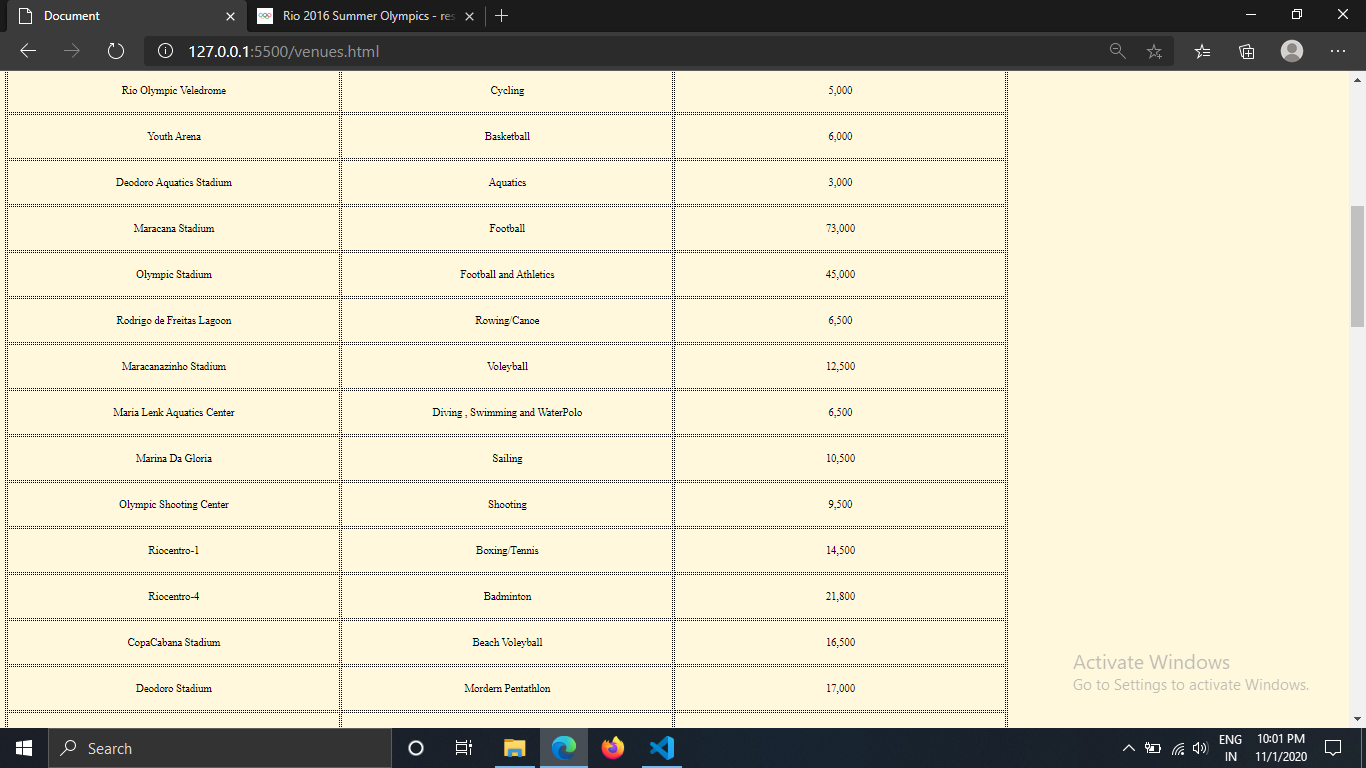 Document
Rio 2016 Summer Olympics - res
127.0.0.1:5500/venues.html
Rio Olympic Veledrome Cycling 5,000
Youth Arena Basketball 6,000
Deodoro Aquatics Stadium Aquatics 3,000
Maracana Stadium Football 73,000
Olympic Stadium Football and Athletics 45,000
Rodrigo de Freitas Lagoon Rowing/Canoe 6,500
Maracanazinho Stadium Voleyball 12,500
Maria Lenk Aquatics Center Diving , Swimming and WaterPolo 6,500
Marina Da Gloria Sailing 10,500
Olympic Shooting Center Shooting 9,500
Riocentro-1 Boxing/Tennis 14,500
Riocentro-4 Badminton 21,800
CopaCabana Stadium Beach Voleyball 16,500
Deodoro Stadium Mordern Pentathlon 17,000
Activate Windows
Go to Settings to activate Windows.
Search
ENG
IN
10:01 PM
11/1/2020